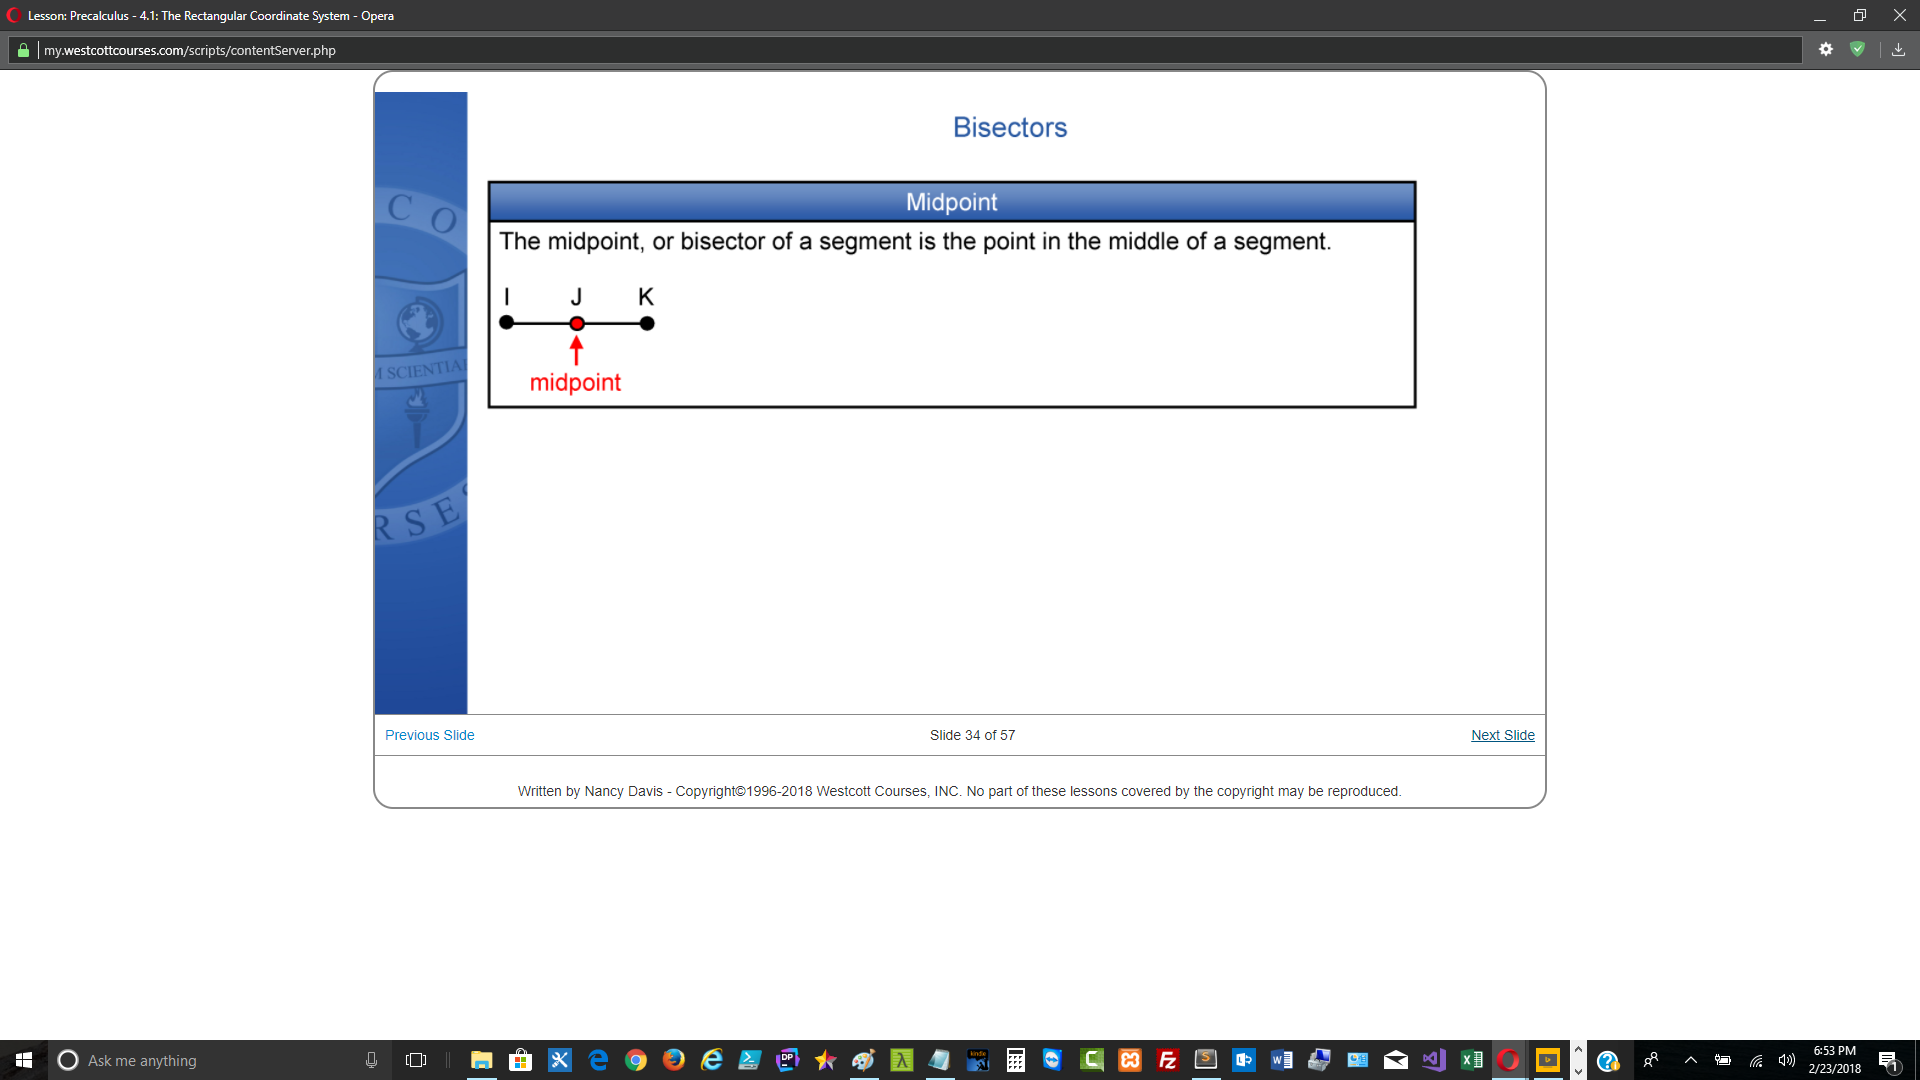 Lesson: Precalculus - 4.1: The Rectangular Coordinate System - Opera
my.westcottcourses.com/scripts/contentServer.php
Bisectors
Midpoint
The midpoint, or bisector of a segment is the point in the middle of a segment.
I J K
midpoint
C O
M SCIENTIA
R S E
Previous Slide Slide 34 of 57 Next Slide
Written by Nancy Davis - Copyright©1996-2018 Westcott Courses, INC. No part of these lessons covered by the copyright may be reproduced.
Ask me anything
DP
kindle
6:53 PM
2/23/2018
1